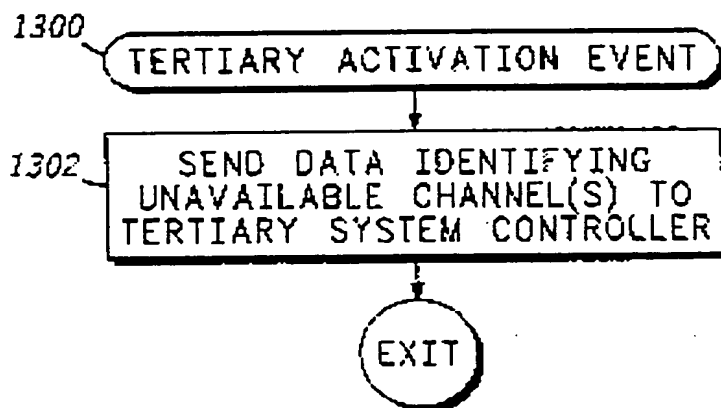 1300
TERTIARY ACTIVATION EVENT
1302
SEND DATA IDENTIFYING
UNAVAILABLE CHANNEL(S) TO
TERTIARY SYSTEM CONTROLLER
EXIT